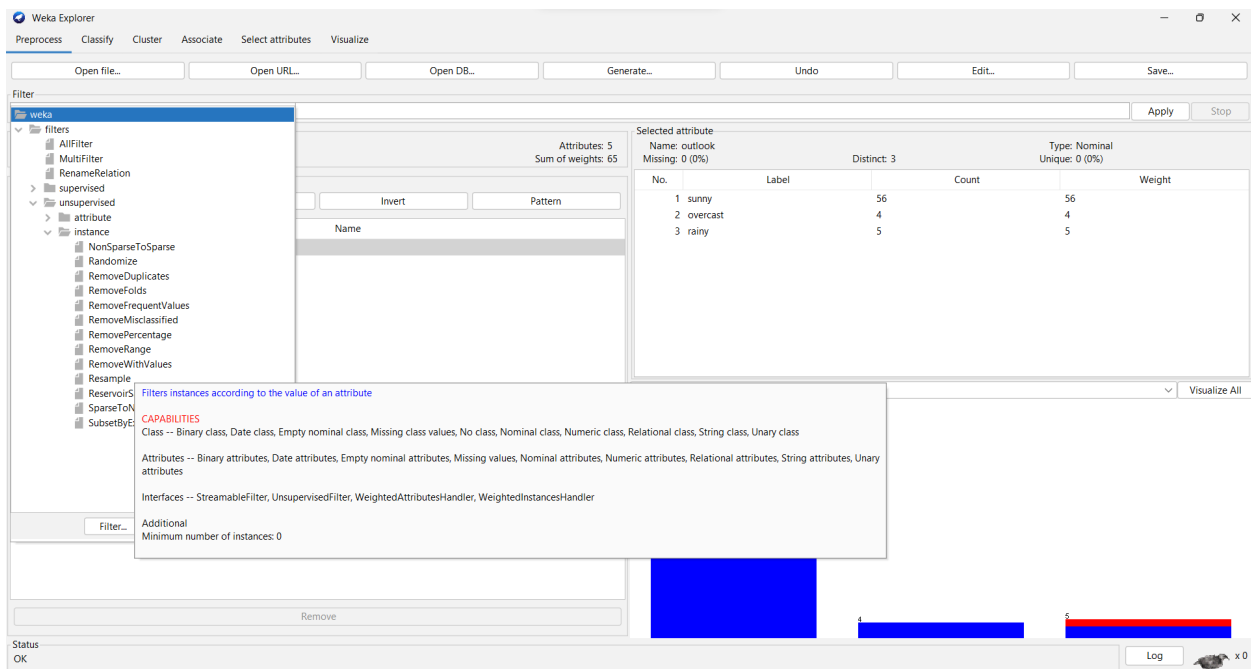 Weka Explorer
Preprocess Classify Cluster Associate Select attributes Visualize
Open file... Open URL... Open DB... Generate... Undo Edit... Save...
Filter
weka
Apply Stop
filters
AllFilter
MultiFilter
RenameRelation
supervised
unsupervised
attribute
instance
NonSparseToSparse
Randomize
RemoveDuplicates
RemoveFolds
RemoveFrequentValues
RemoveMisclassified
RemovePercentage
RemoveRange
RemoveWithValues
Resample
ReservoirS
SparseToN
SubsetByE
Filter...
Attributes: 5
Sum of weights: 65
Invert Pattern
Name
Remove
Selected attribute
Name: outlook Type: Nominal
Missing: 0 (0%) Distinct: 3 Unique: 0 (0%)
No. Label Count Weight
1 sunny 56 56
2 overcast 4 4
3 rainy 5 5
Visualize All
Filters instances according to the value of an attribute
CAPABILITIES
Class -- Binary class, Date class, Empty nominal class, Missing class values, No class, Nominal class, Numeric class, Relational class, String class, Unary class
Attributes -- Binary attributes, Date attributes, Empty nominal attributes, Missing values, Nominal attributes, Numeric attributes, Relational attributes, String attributes, Unary
attributes
Interfaces -- StreamableFilter, UnsupervisedFilter, WeightedAttributesHandler, WeightedInstancesHandler
Additional
Minimum number of instances: 0
4 5
Status
OK
Log x 0